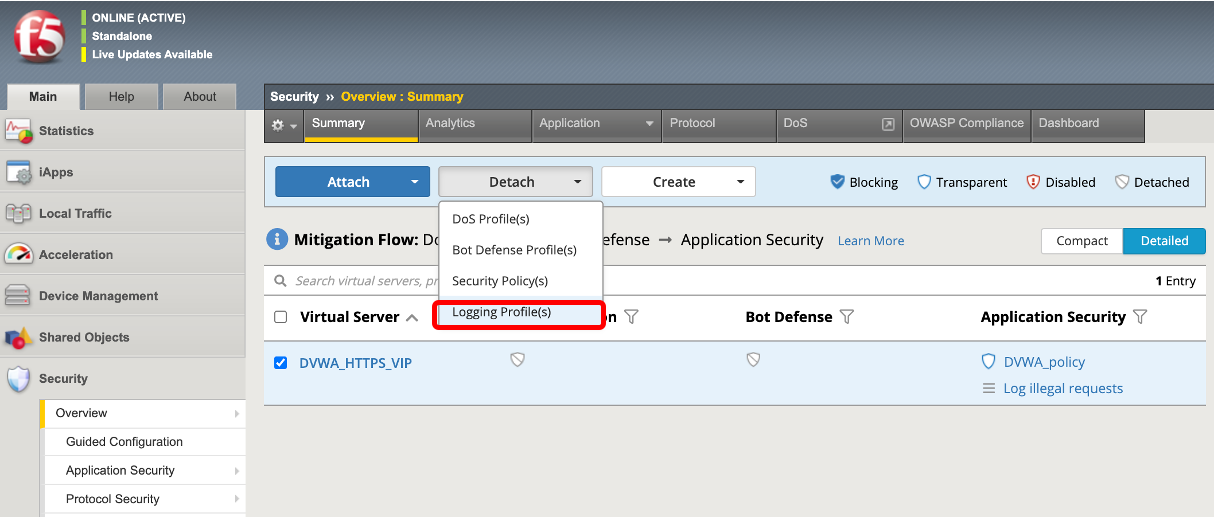 f5
ONLINE (ACTIVE)
Standalone
Live Updates Available
Main Help About
Security » Overview : Summary
Summary Analytics Application Protocol DoS OWASP Compliance Dashboard
Statistics
iApps
Local Traffic
Acceleration
Device Management
Shared Objects
Security
Overview
Guided Configuration
Application Security
Protocol Security
Attach Detach Create Blocking Transparent Disabled Detached
DoS Profile(s)
Bot Defense Profile(s)
Security Policy(s)
Logging Profile(s)
Mitigation Flow: Do efense → Application Security Learn More Compact Detailed
Search virtual servers, pr 1 Entry
Virtual Server on Bot Defense Application Security
DVWA_HTTPS_VIP DVWA_policy
Log illegal requests